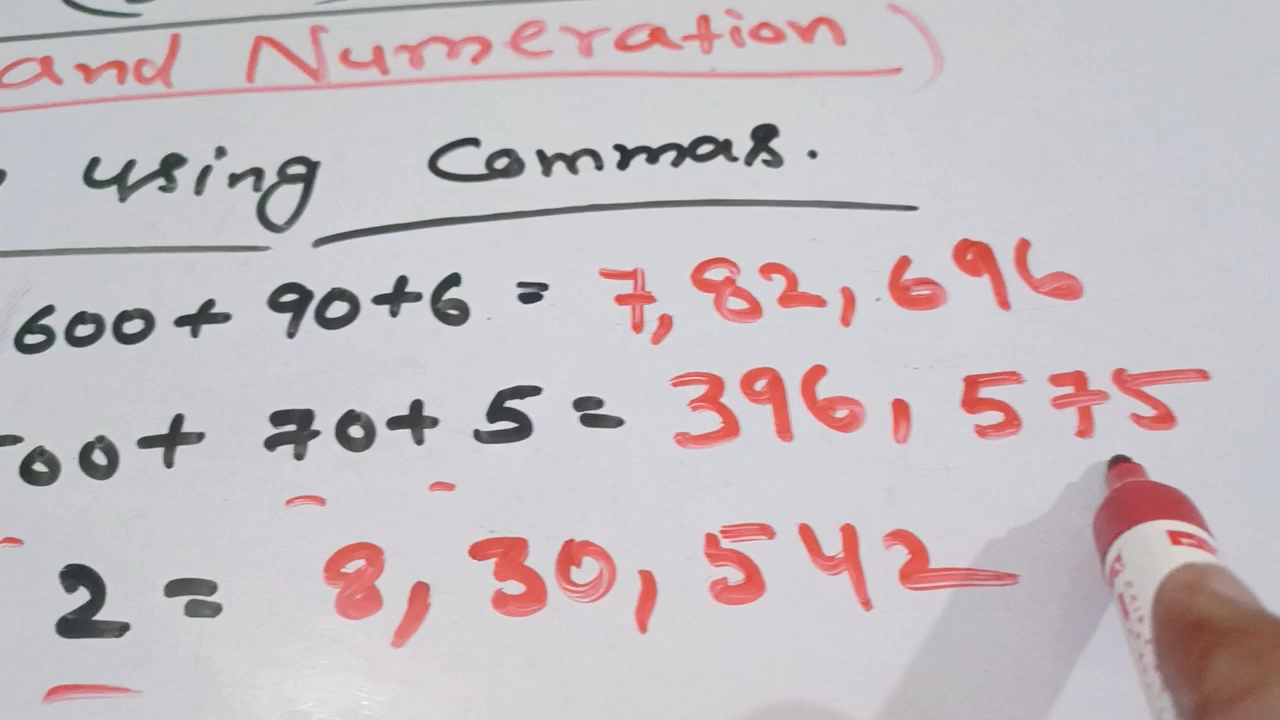 and Numeration)
using Commas.
600 + 90 + 6 = 7,82,696
00 + 70 + 5 = 396,575
2 = 8,30,542